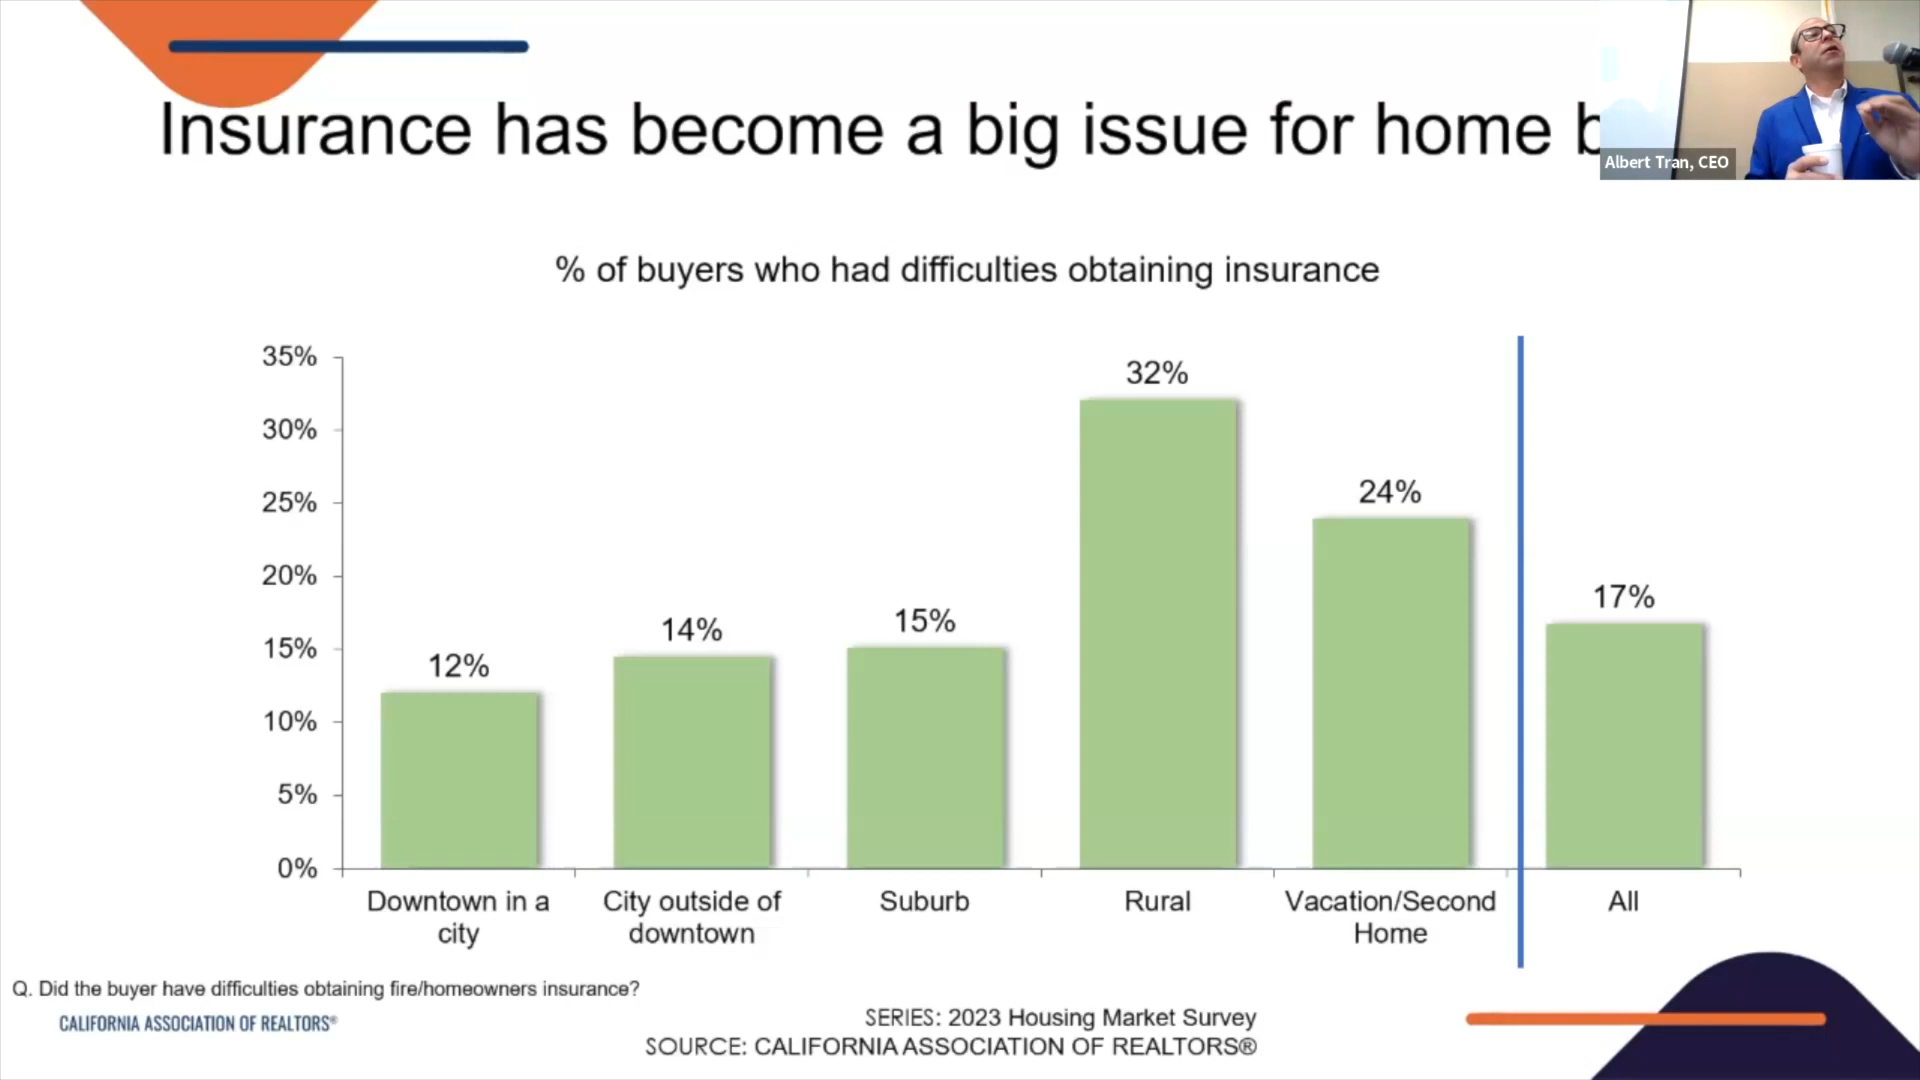 Insurance has become a big issue for home b
Albert Tran, CEO
% of buyers who had difficulties obtaining insurance
35%
30%
25%
20%
15%
10%
5%
0%
12%
14%
15%
32%
24%
17%
Downtown in a
city
City outside of
downtown
Suburb
Rural
Vacation/Second
Home
All
Q. Did the buyer have difficulties obtaining fire/homeowners insurance?
CALIFORNIA ASSOCIATION OF REALTORS®
SERIES: 2023 Housing Market Survey
SOURCE: CALIFORNIA ASSOCIATION OF REALTORS®